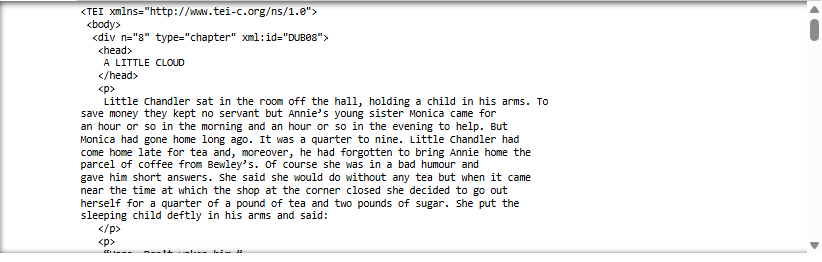 <TEI xmlns="http://www.tei-c.org/ns/1.0">
<body>
<div n="8" type="chapter" xml:id="DUB08">
<head>
A LITTLE CLOUD
</head>
<p>
Little Chandler sat in the room off the hall, holding a child in his arms. To
save money they kept no servant but Annie’s young sister Monica came for
an hour or so in the morning and an hour or so in the evening to help. But
Monica had gone home long ago. It was a quarter to nine. Little Chandler had
come home late for tea and, moreover, he had forgotten to bring Annie home the
parcel of coffee from Bewley’s. Of course she was in a bad humour and
gave him short answers. She said she would do without any tea but when it came
near the time at which the shop at the corner closed she decided to go out
herself for a quarter of a pound of tea and two pounds of sugar. She put the
sleeping child deftly in his arms and said:
</p>
<p>